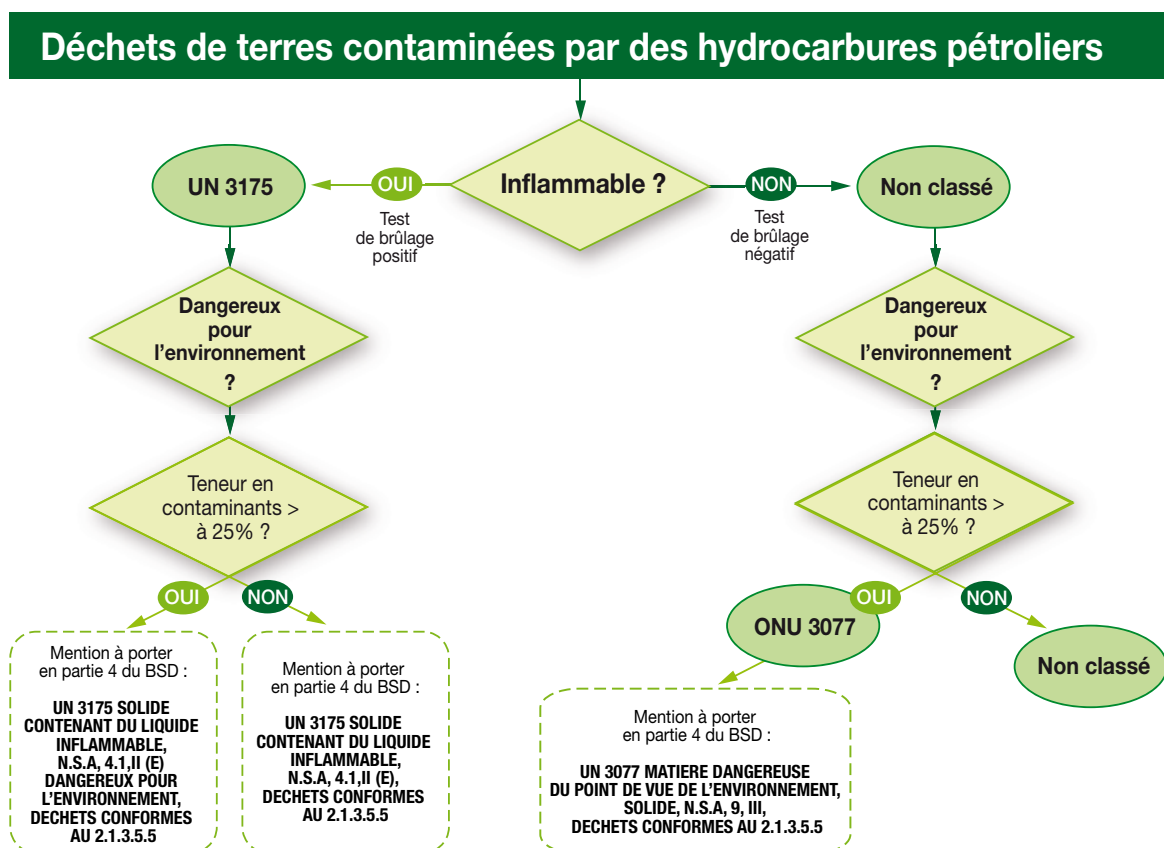 Déchets de terres contaminées par des hydrocarbures pétroliers
UN 3175
OUI
Inflammable ?
NON
Non classé
Test
de brûlage
positif
Test
de brûlage
négatif
Dangereux
pour
l'environnement
?
Dangereux
pour
l'environnement
?
Teneur en
contaminants >
à 25% ?
Teneur en
contaminants >
à 25% ?
OUI
NON
OUI
NON
ONU 3077
Non classé
Mention à porter
en partie 4 du BSD :
UN 3175 SOLIDE
CONTENANT DU LIQUIDE
INFLAMMABLE,
N.S.A, 4.1,II (E)
DANGEREUX POUR
L'ENVIRONNEMENT,
DECHETS CONFORMES
AU 2.1.3.5.5
Mention à porter
en partie 4 du BSD :
UN 3175 SOLIDE
CONTENANT DU LIQUIDE
INFLAMMABLE,
N.S.A, 4.1,II (E),
DECHETS CONFORMES
AU 2.1.3.5.5
Mention à porter
en partie 4 du BSD :
UN 3077 MATIERE DANGEREUSE
DU POINT DE VUE DE L'ENVIRONNEMENT,
SOLIDE, N.S.A, 9, III,
DECHETS CONFORMES AU 2.1.3.5.5